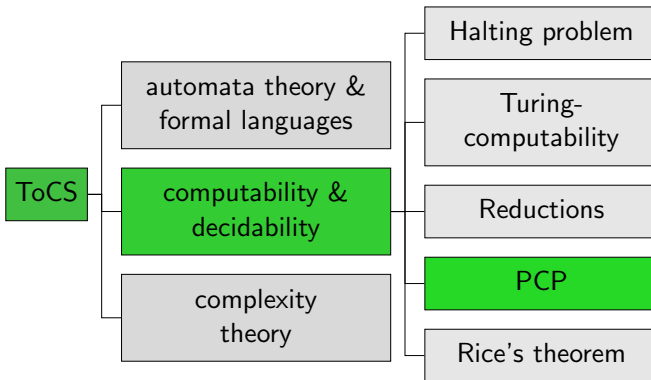 ToCS
automata theory &
formal languages
computability &
decidability
complexity
theory
Halting problem
Turing-
computability
Reductions
PCP
Rice's theorem